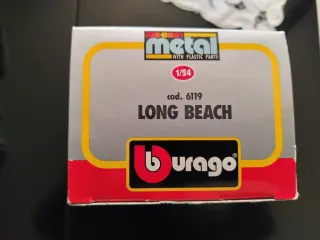 metal
WITH PLASTIC PARTS
1/24
cod. 6119
LONG BEACH
burago